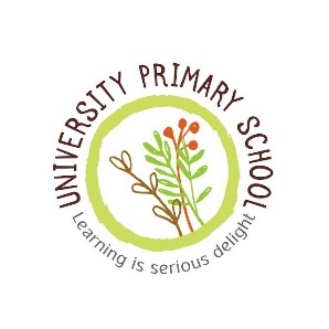 UNIVERSITY PRIMARY SCHOOL
Learning is serious delight